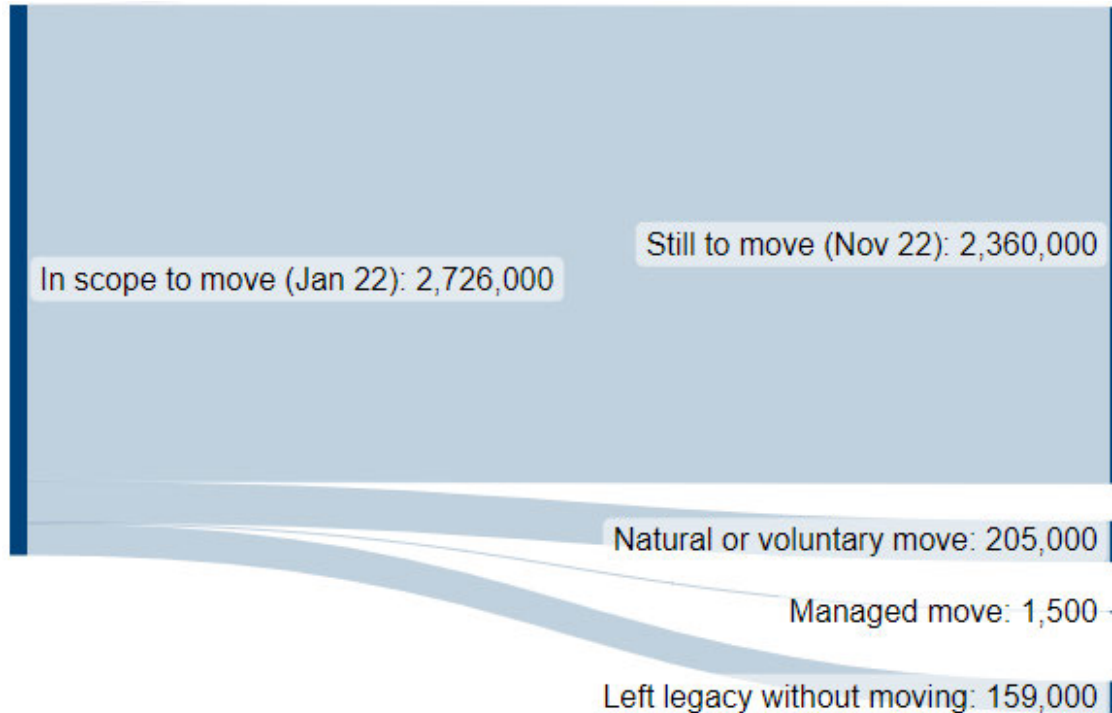 Still to move (Nov 22): 2,360,000
In scope to move (Jan 22): 2,726,000
Natural or voluntary move: 205,000
Managed move: 1,500
Left legacy without moving: 159,000